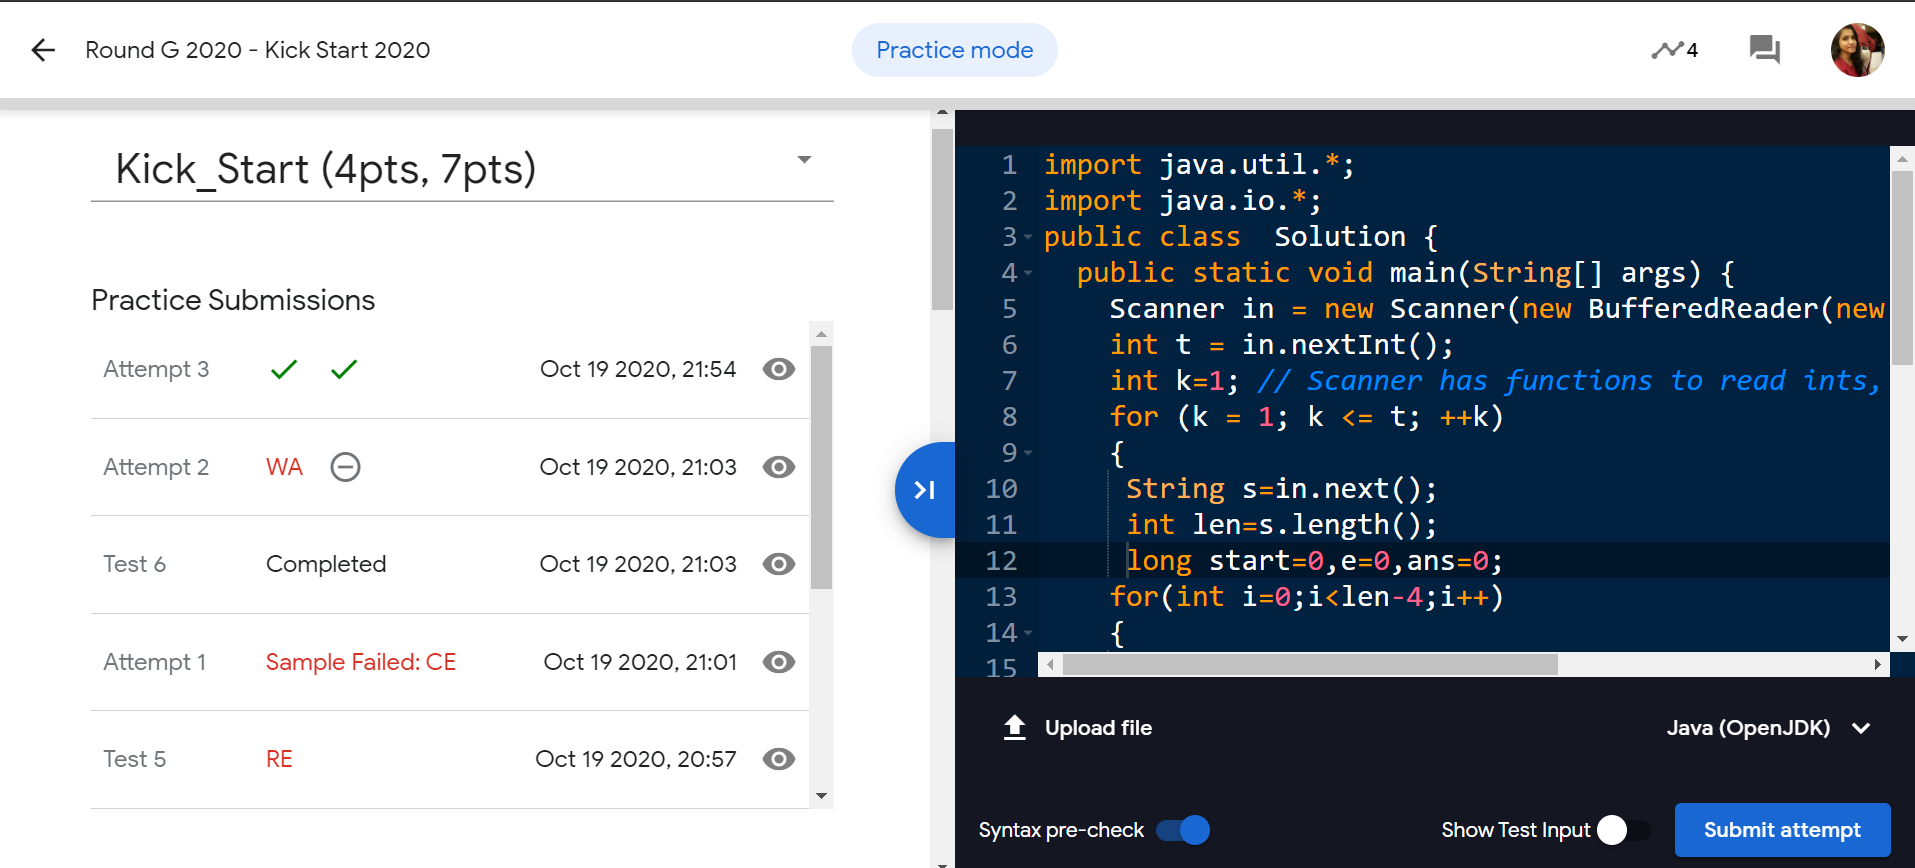 Round G 2020 - Kick Start 2020
Practice mode
4
Kick_Start (4pts, 7pts)
Practice Submissions
Attempt 3 Oct 19 2020, 21:54
Attempt 2 WA Oct 19 2020, 21:03
Test 6 Completed Oct 19 2020, 21:03
Attempt 1 Sample Failed: CE Oct 19 2020, 21:01
Test 5 RE Oct 19 2020, 20:57
1 import java.util.*;
2 import java.io.*;
3 public class  Solution {
4 public static void main(String[] args) {
5 Scanner in = new Scanner(new BufferedReader(new
6 int t = in.nextInt();
7 int k=1; // Scanner has functions to read ints,
8 for (k = 1; k <= t; ++k)
9 {
10 String s=in.next();
11 int len=s.length();
12 long start=0,e=0,ans=0;
13 for(int i=0;i<len-4;i++)
14 {
15
Upload file
Java (OpenJDK)
Syntax pre-check
Show Test Input
Submit attempt